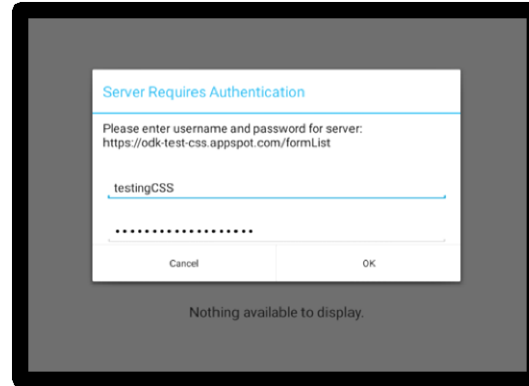 Server Requires Authentication
Please enter username and password for server:
https://odk-test-css.appspot.com/formList
testingCSS
•••••••••••••••••••
Cancel OK
Nothing available to display.